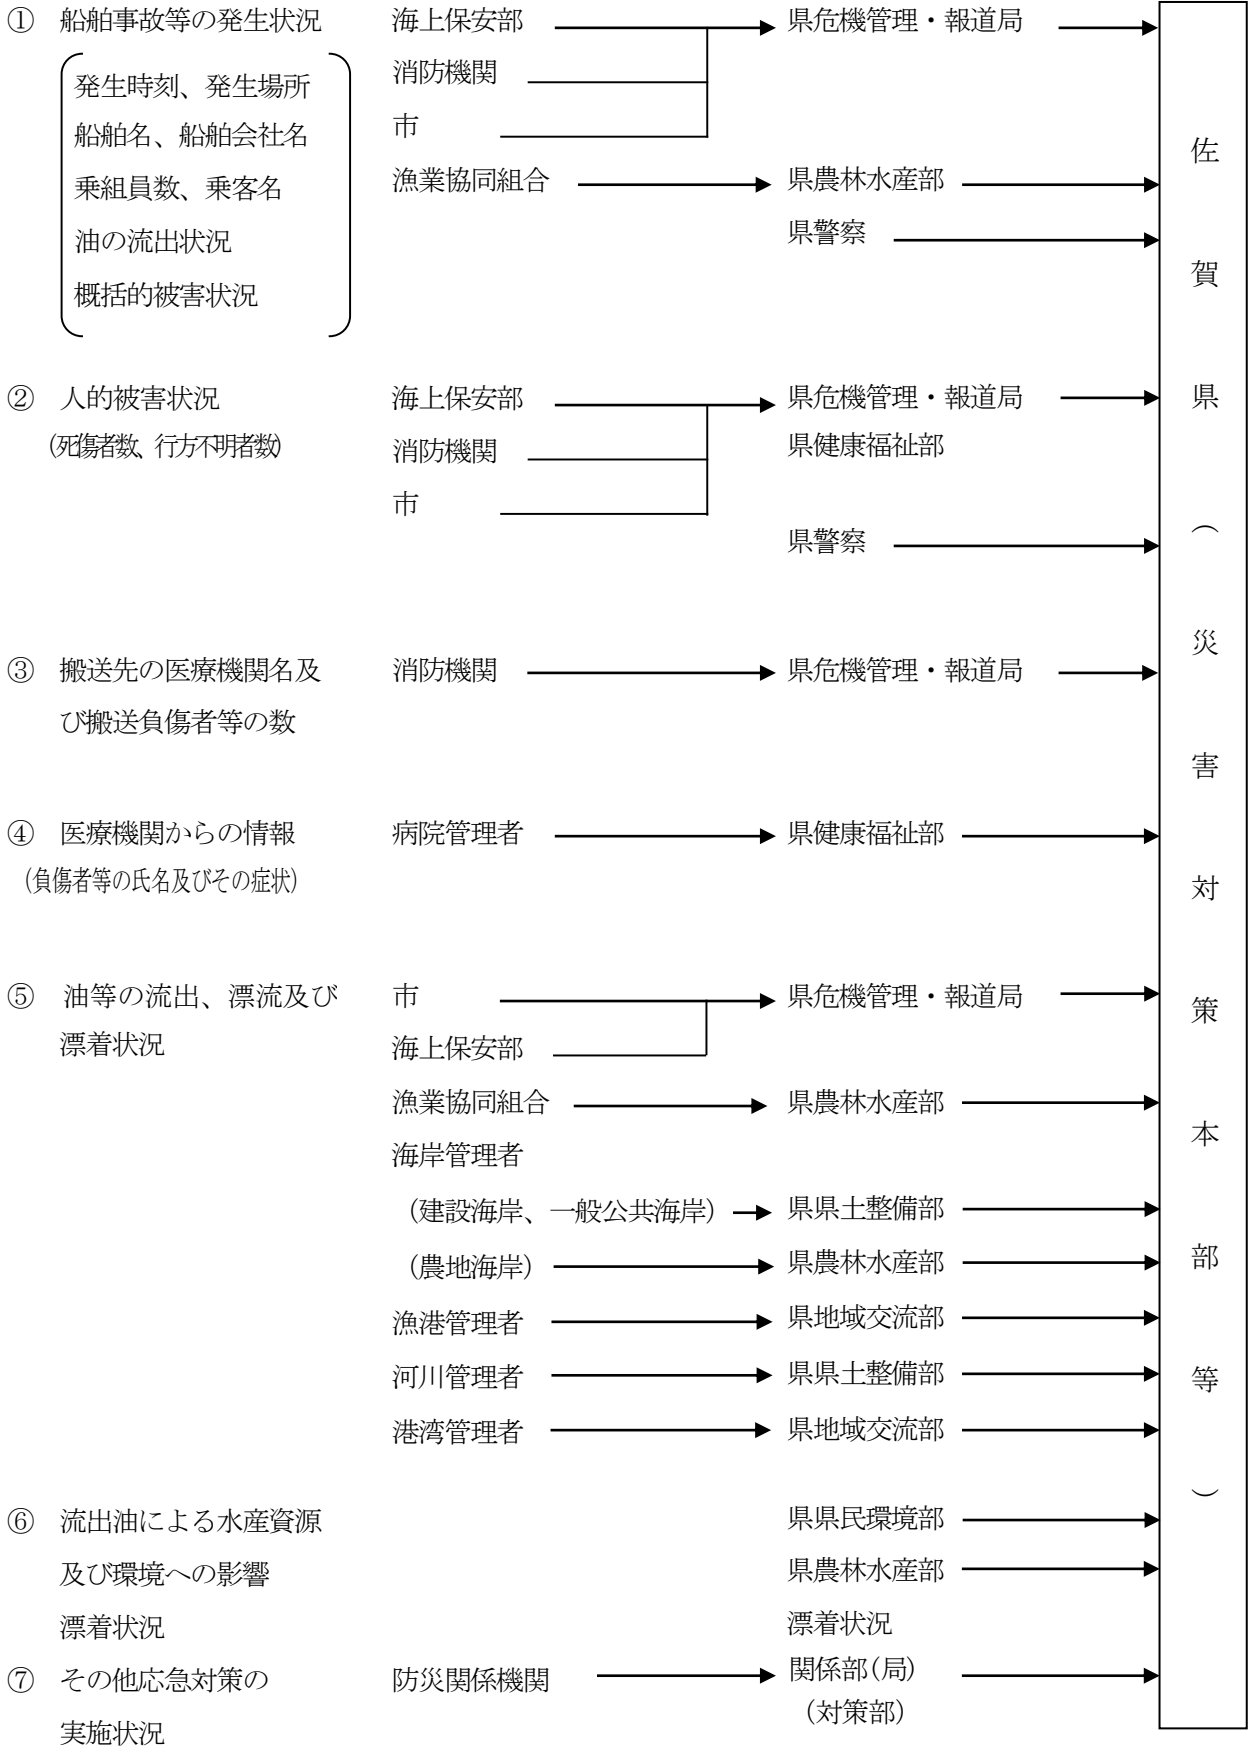 ① 船舶事故等の発生状況 海上保安部 県危機管理・報道局
発生時刻、発生場所 消防機関
船舶名、船舶会社名 市
乗組員数、乗客名 漁業協同組合 県農林水産部
油の流出状況 県警察
概括的被害状況
② 人的被害状況 海上保安部 県危機管理・報道局
(死傷者数、行方不明者数) 消防機関 県健康福祉部
市
県警察
③ 搬送先の医療機関名及 消防機関 県危機管理・報道局
び搬送負傷者等の数
④ 医療機関からの情報 病院管理者 県健康福祉部
(負傷者等の氏名及びその症状)
⑤ 油等の流出、漂流及び 市 県危機管理・報道局
漂着状況 海上保安部
漁業協同組合 県農林水産部
海岸管理者
(建設海岸、一般公共海岸) 県県土整備部
(農地海岸) 県農林水産部
漁港管理者 県地域交流部
河川管理者 県県土整備部
港湾管理者 県地域交流部
⑥ 流出油による水産資源 県県民環境部
及び環境への影響 県農林水産部
漂着状況 漂着状況
⑦ その他応急対策の 防災関係機関 関係部(局)
実施状況 (対策部)
佐賀県(災害対策本部等)